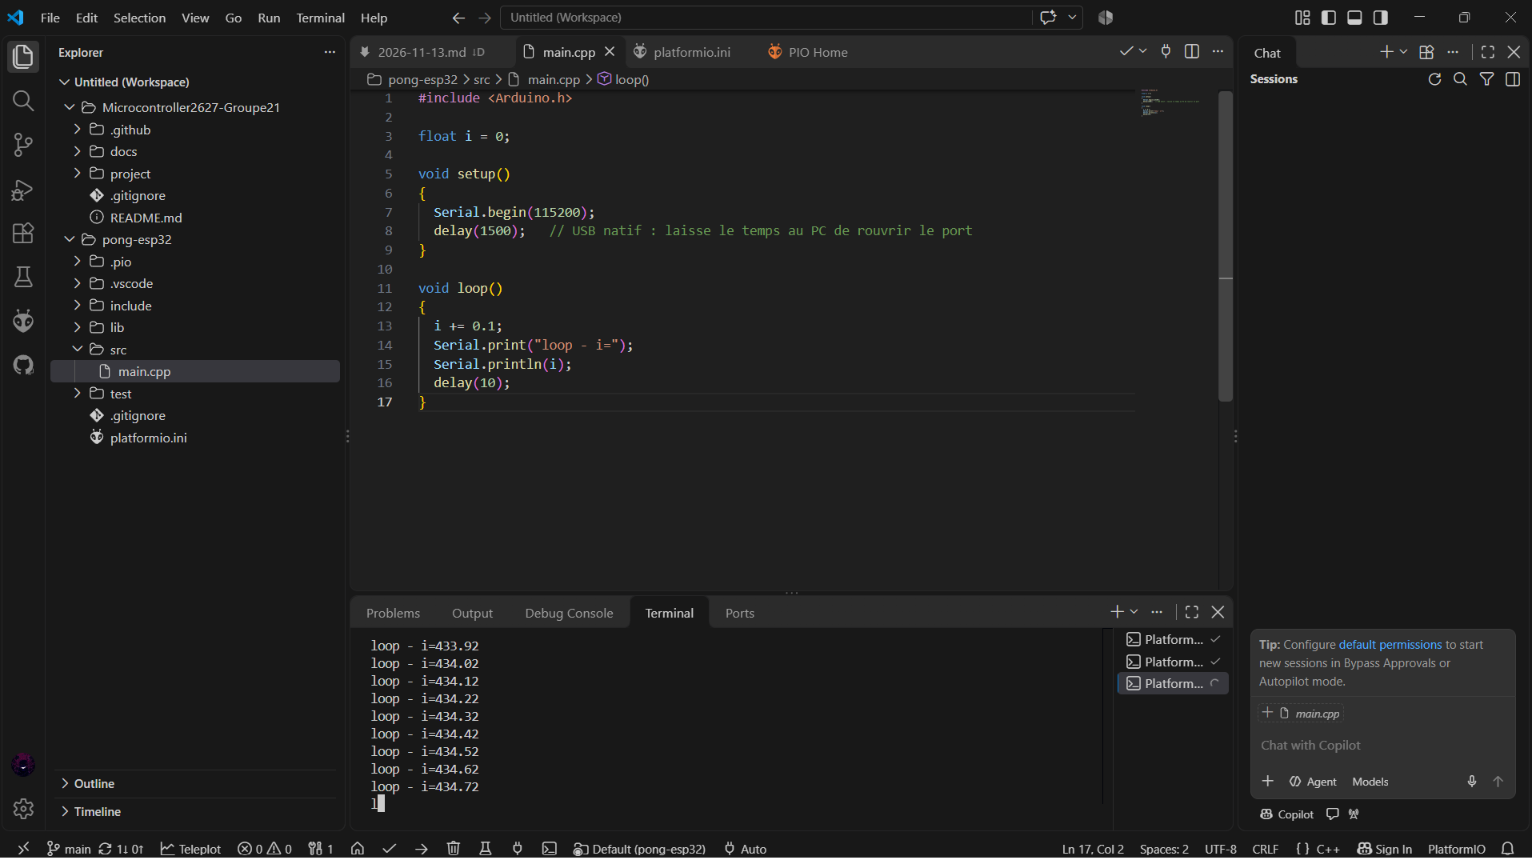 File Edit Selection View Go Run Terminal Help
Untitled (Workspace)
Explorer
Untitled (Workspace)
Microcontroller2627-Groupe21
.github
docs
project
.gitignore
README.md
pong-esp32
.pio
.vscode
include
lib
src
main.cpp
test
.gitignore
platformio.ini
Outline
Timeline
2026-11-13.md ↓D main.cpp platformio.ini PIO Home
pong-esp32 > src > main.cpp > loop()
1 #include <Arduino.h>
2
3 float i = 0;
4
5 void setup()
6 {
7 Serial.begin(115200);
8 delay(1500); // USB natif : laisse le temps au PC de rouvrir le port
9 }
10
11 void loop()
12 {
13 i += 0.1;
14 Serial.print("loop - i=");
15 Serial.println(i);
16 delay(10);
17 }
Problems Output Debug Console Terminal Ports
loop - i=433.92
loop - i=434.02
loop - i=434.12
loop - i=434.22
loop - i=434.32
loop - i=434.42
loop - i=434.52
loop - i=434.62
loop - i=434.72
l
Platform...
Platform...
Platform...
Chat
Sessions
Tip: Configure default permissions to start
new sessions in Bypass Approvals or
Autopilot mode.
main.cpp
Chat with Copilot
Agent Models
Copilot
main 1↓ 0↑ Teleplot 0 0 1 Default (pong-esp32) Auto Ln 17, Col 2 Spaces: 2 UTF-8 CRLF {} C++ Sign In PlatformIO